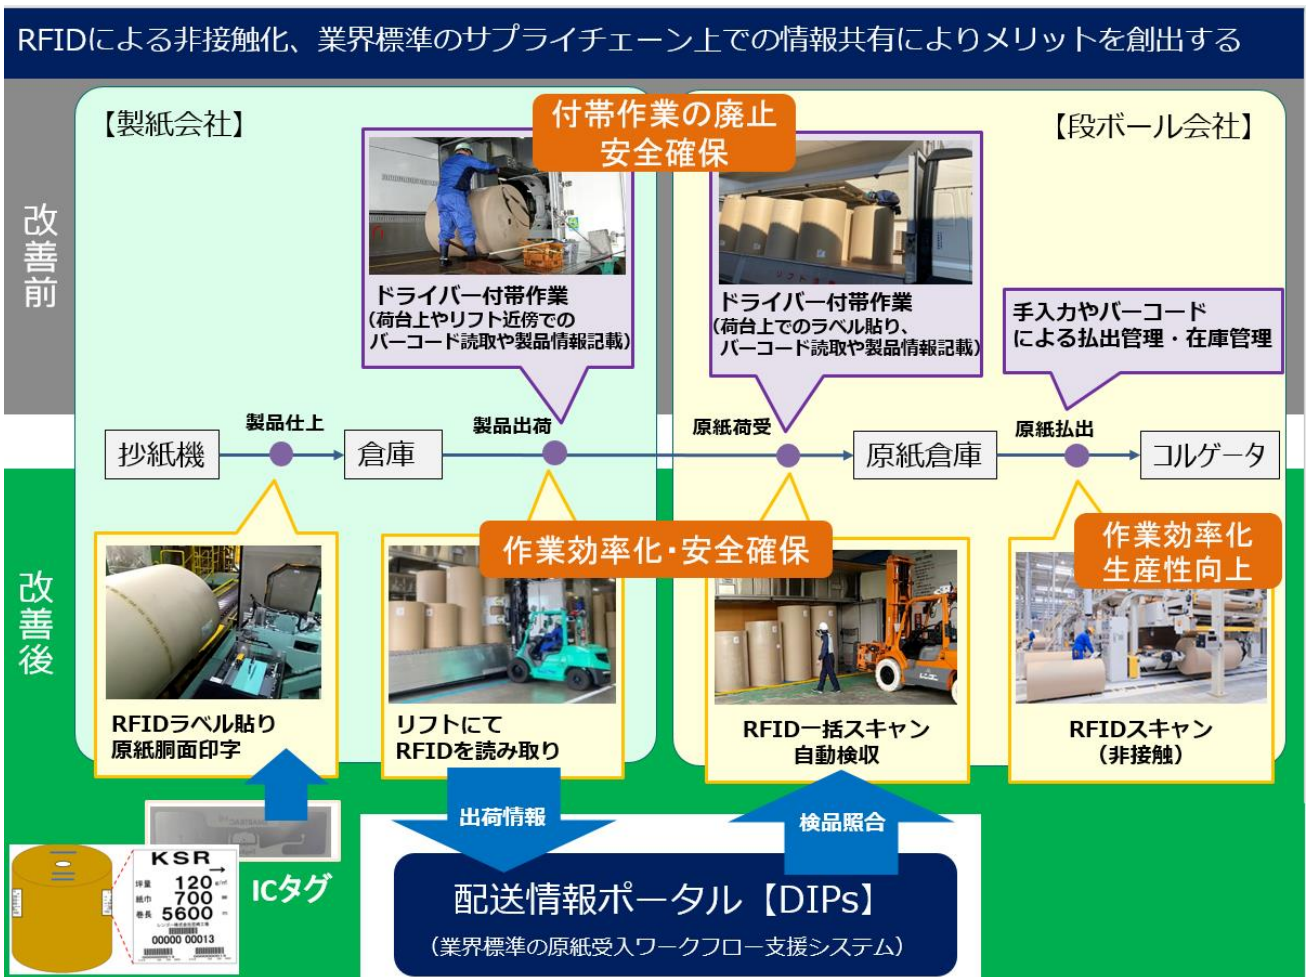 RFIDによる非接触化、業界標準のサプライチェーン上での情報共有によりメリットを創出する
改善前
【製紙会社】
付帯作業の廃止
安全確保
【段ボール会社】
ドライバー付帯作業
(荷台上やリフト近傍での
バーコード読取や製品情報記載)
ドライバー付帯作業
(荷台上でのラベル貼り、
バーコード読取や製品情報記載)
手入力やバーコード
による払出管理・在庫管理
抄紙機
製品仕上
倉庫
製品出荷
原紙荷受
原紙倉庫
原紙払出
コルゲータ
改善後
作業効率化・安全確保
作業効率化
生産性向上
RFIDラベル貼り
原紙胴面印字
リフトにて
RFIDを読み取り
RFID一括スキャン
自動検収
RFIDスキャン
(非接触)
出荷情報
検品照合
ICタグ
KSR
坪量 120 g/㎡
紙巾 700
巻長 5600
00000 00013
配送情報ポータル【DIPs】
(業界標準の原紙受入ワークフロー支援システム)